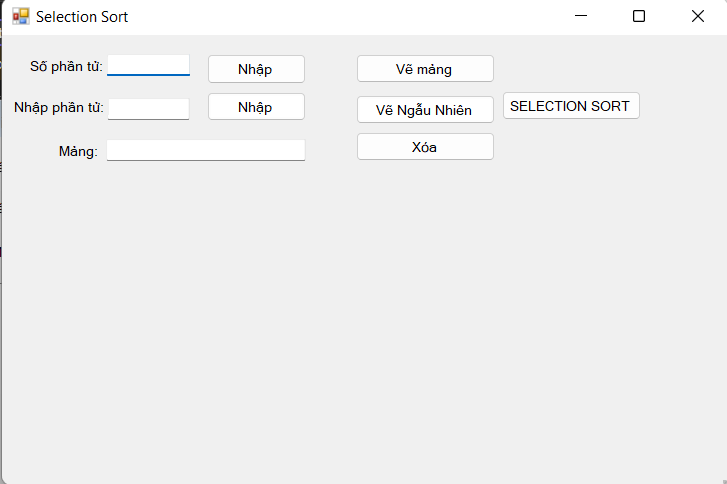 Selection Sort
Số phần tử: Nhập Vẽ mảng
Nhập phần tử: Nhập Vẽ Ngẫu Nhiên SELECTION SORT
Mảng: Xóa